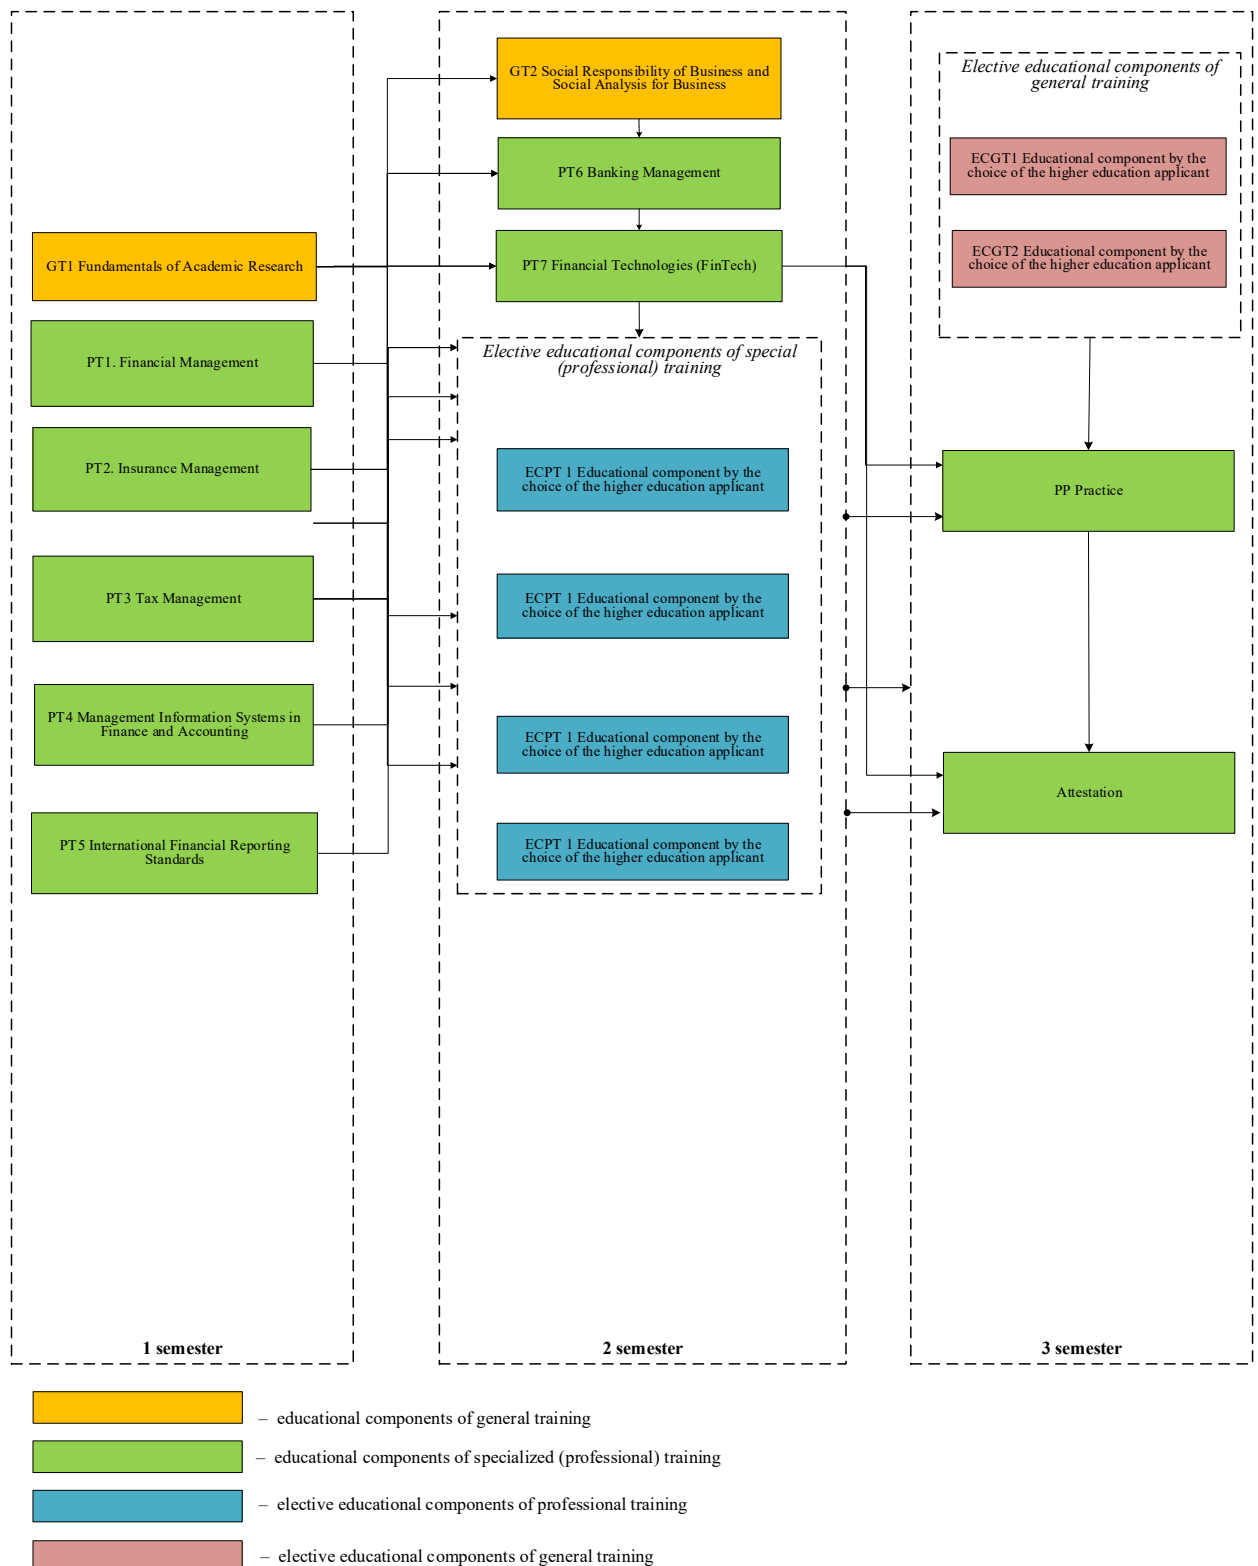 GT1 Fundamentals of Academic Research
PT1. Financial Management
PT2. Insurance Management
PT3 Tax Management
PT4 Management Information Systems in
Finance and Accounting
PT5 International Financial Reporting
Standards
1 semester
GT2 Social Responsibility of Business and
Social Analysis for Business
PT6 Banking Management
PT7 Financial Technologies (FinTech)
Elective educational components of special
(professional) training
ECPT 1 Educational component by the
choice of the higher education applicant
ECPT 1 Educational component by the
choice of the higher education applicant
ECPT 1 Educational component by the
choice of the higher education applicant
ECPT 1 Educational component by the
choice of the higher education applicant
2 semester
Elective educational components of
general training
ECGT1 Educational component by the
choice of the higher education applicant
ECGT2 Educational component by the
choice of the higher education applicant
PP Practice
Attestation
3 semester
– educational components of general training
– educational components of specialized (professional) training
– elective educational components of professional training
– elective educational components of general training